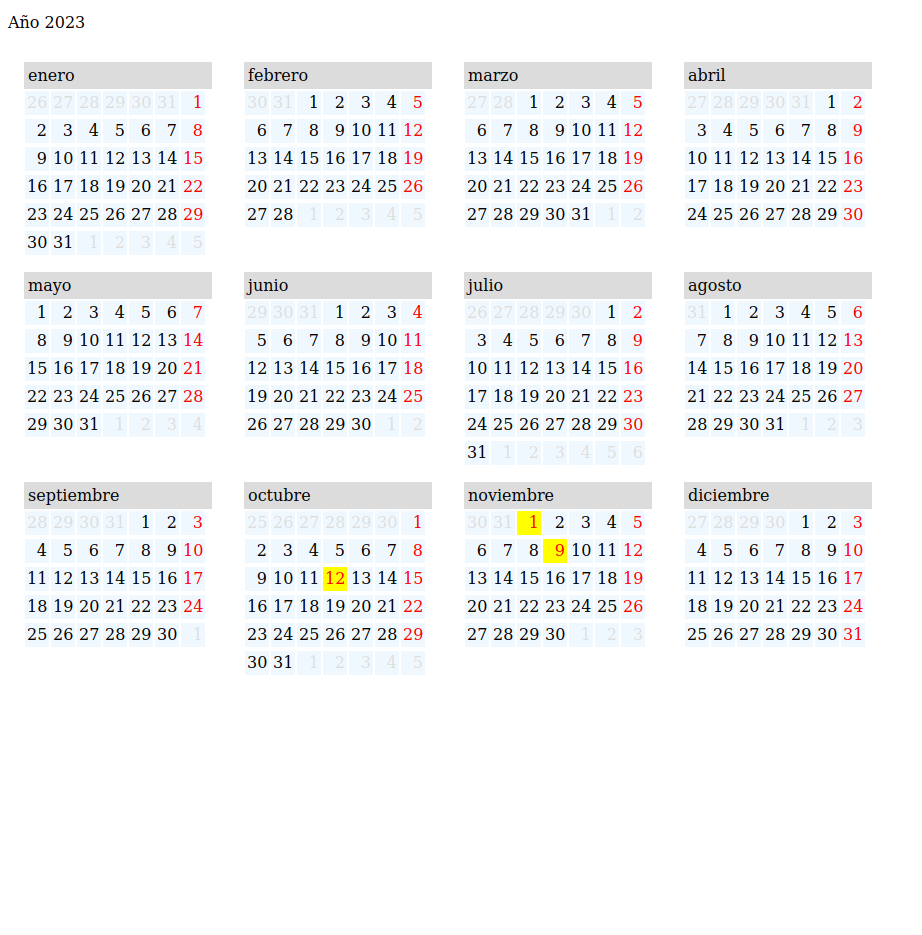 Año 2023
enero febrero marzo abril
26 27 28 29 30 31 1 30 31 1 2 3 4 5 27 28 1 2 3 4 5 27 28 29 30 31 1 2
2 3 4 5 6 7 8 6 7 8 9 10 11 12 6 7 8 9 10 11 12 3 4 5 6 7 8 9
9 10 11 12 13 14 15 13 14 15 16 17 18 19 13 14 15 16 17 18 19 10 11 12 13 14 15 16
16 17 18 19 20 21 22 20 21 22 23 24 25 26 20 21 22 23 24 25 26 17 18 19 20 21 22 23
23 24 25 26 27 28 29 27 28 1 2 3 4 5 27 28 29 30 31 1 2 24 25 26 27 28 29 30
30 31 1 2 3 4 5
mayo junio julio agosto
1 2 3 4 5 6 7 29 30 31 1 2 3 4 26 27 28 29 30 1 2 31 1 2 3 4 5 6
8 9 10 11 12 13 14 5 6 7 8 9 10 11 3 4 5 6 7 8 9 7 8 9 10 11 12 13
15 16 17 18 19 20 21 12 13 14 15 16 17 18 10 11 12 13 14 15 16 14 15 16 17 18 19 20
22 23 24 25 26 27 28 19 20 21 22 23 24 25 17 18 19 20 21 22 23 21 22 23 24 25 26 27
29 30 31 1 2 3 4 26 27 28 29 30 1 2 24 25 26 27 28 29 30 28 29 30 31 1 2 3
31 1 2 3 4 5 6
septiembre octubre noviembre diciembre
28 29 30 31 1 2 3 25 26 27 28 29 30 1 30 31 1 2 3 4 5 27 28 29 30 1 2 3
4 5 6 7 8 9 10 2 3 4 5 6 7 8 6 7 8 9 10 11 12 4 5 6 7 8 9 10
11 12 13 14 15 16 17 9 10 11 12 13 14 15 13 14 15 16 17 18 19 11 12 13 14 15 16 17
18 19 20 21 22 23 24 16 17 18 19 20 21 22 20 21 22 23 24 25 26 18 19 20 21 22 23 24
25 26 27 28 29 30 1 23 24 25 26 27 28 29 27 28 29 30 1 2 3 25 26 27 28 29 30 31
30 31 1 2 3 4 5